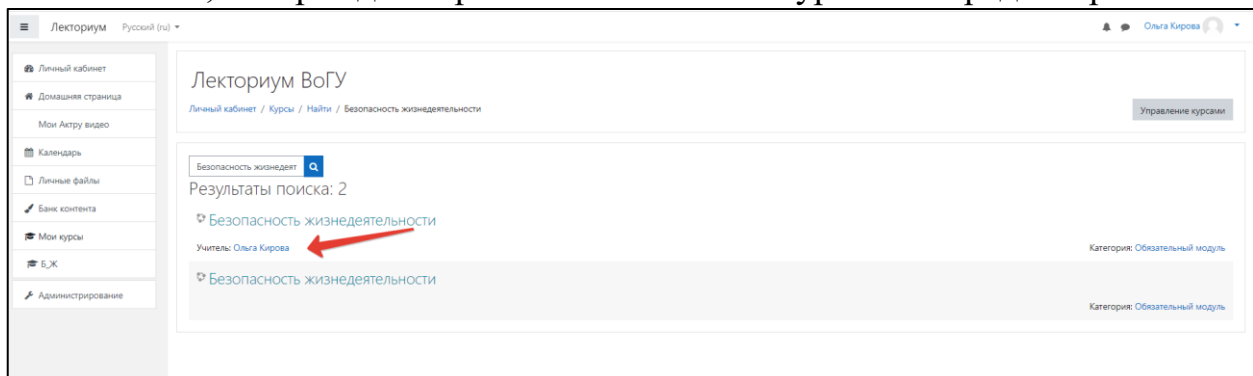 Лекториум Русский (ru)
Ольга Кирова
Личный кабинет
Домашняя страница
Мои Актру видео
Календарь
Личные файлы
Банк контента
Мои курсы
Б_Ж
Администрирование
Лекториум ВоГУ
Личный кабинет / Курсы / Найти / Безопасность жизнедеятельности
Управление курсами
Безопасность жизнедеят
Результаты поиска: 2
Безопасность жизнедеятельности
Учитель: Ольга Кирова
Категория: Обязательный модуль
Безопасность жизнедеятельности
Категория: Обязательный модуль